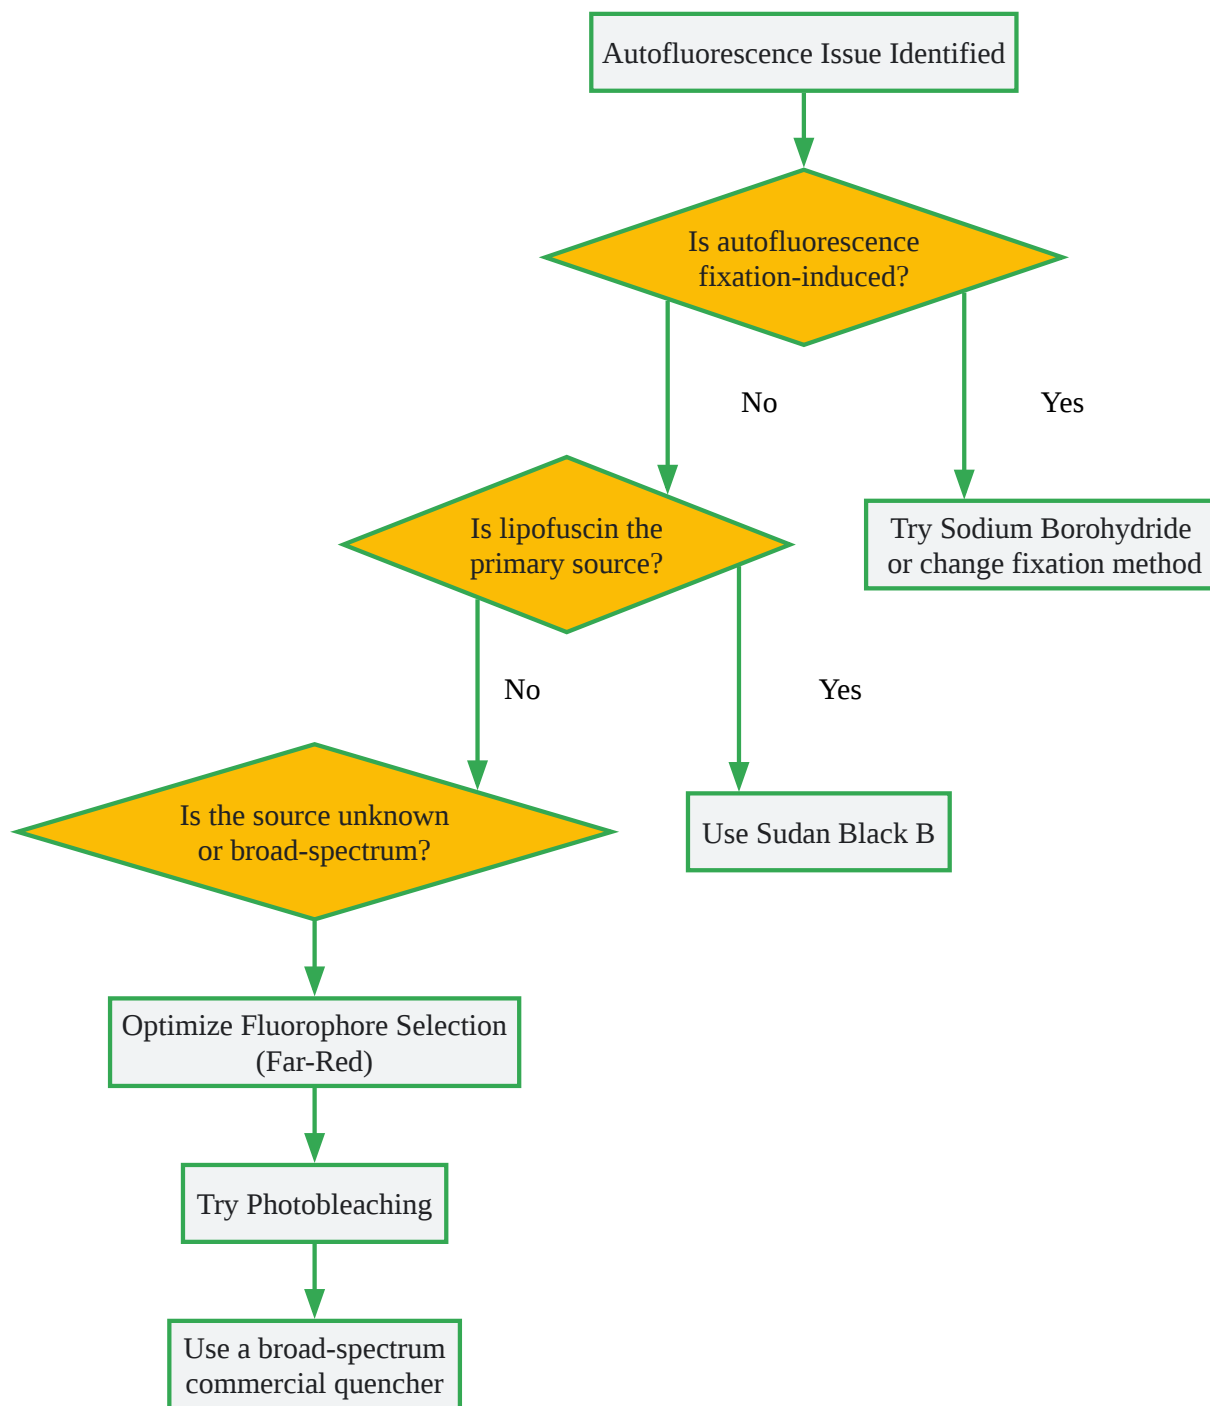 Autofluorescence Issue Identified
Is autofluorescence
fixation-induced?
No
Yes
Is lipofuscin the
primary source?
Try Sodium Borohydride
or change fixation method
No
Yes
Is the source unknown
or broad-spectrum?
Use Sudan Black B
Optimize Fluorophore Selection
(Far-Red)
Try Photobleaching
Use a broad-spectrum
commercial quencher